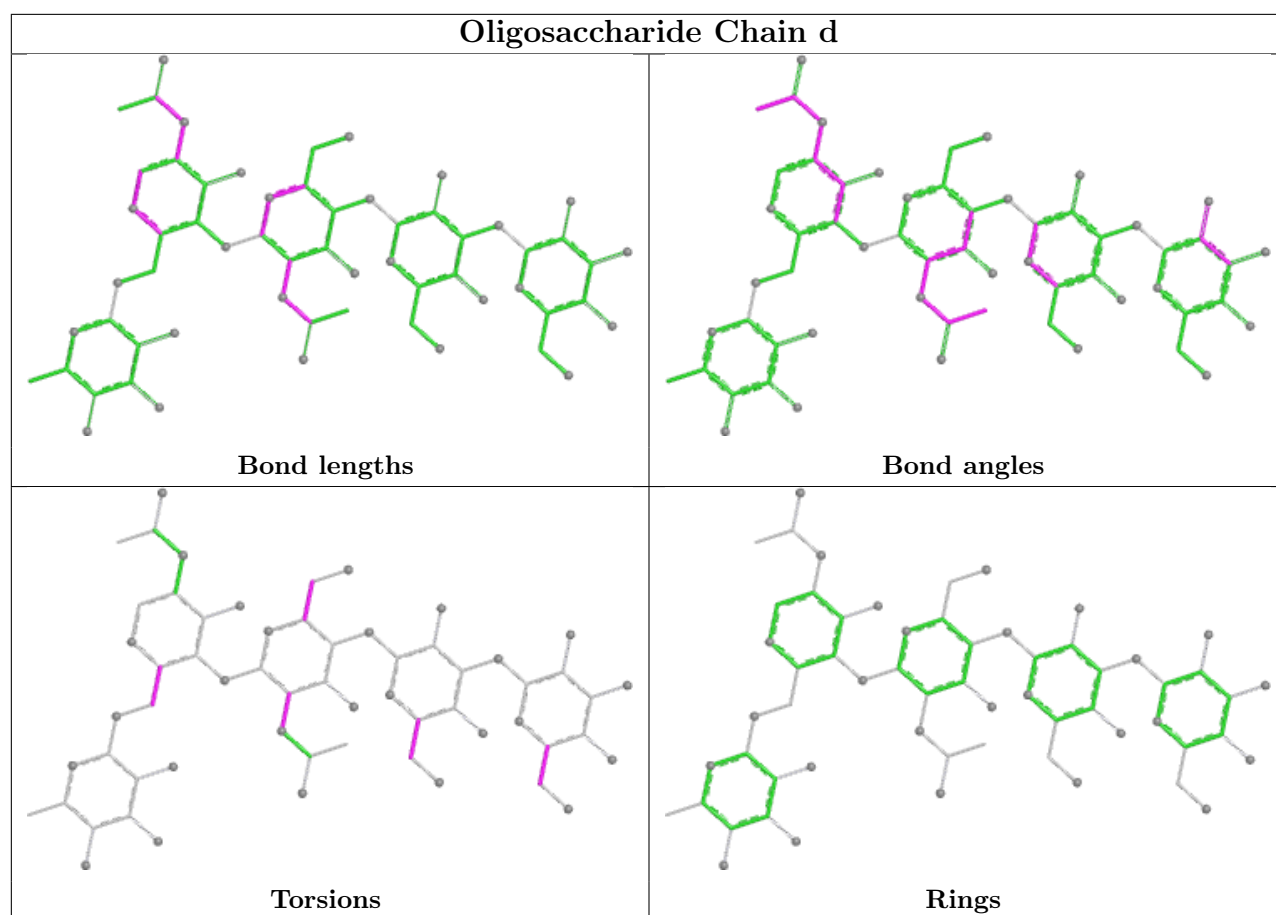 Oligosaccharide Chain d
Bond lengths
Bond angles
Torsions
Rings